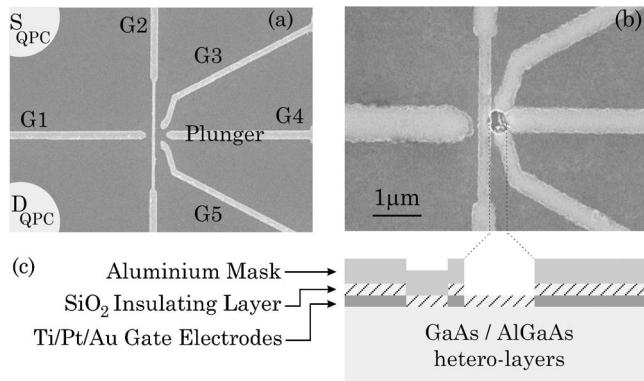 S
QPC
G2
(a)
G3
G1
Plunger
G4
D
QPC
G5
(b)
1µm
(c)
Aluminium Mask
SiO₂ Insulating Layer
Ti/Pt/Au Gate Electrodes
GaAs / AlGaAs
hetero-layers